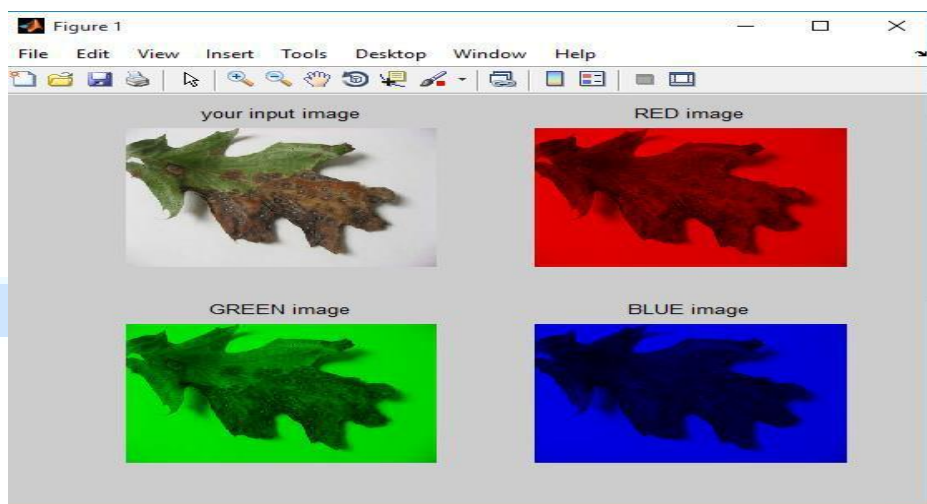 Figure 1
File Edit View Insert Tools Desktop Window Help
your input image
RED image
GREEN image
BLUE image